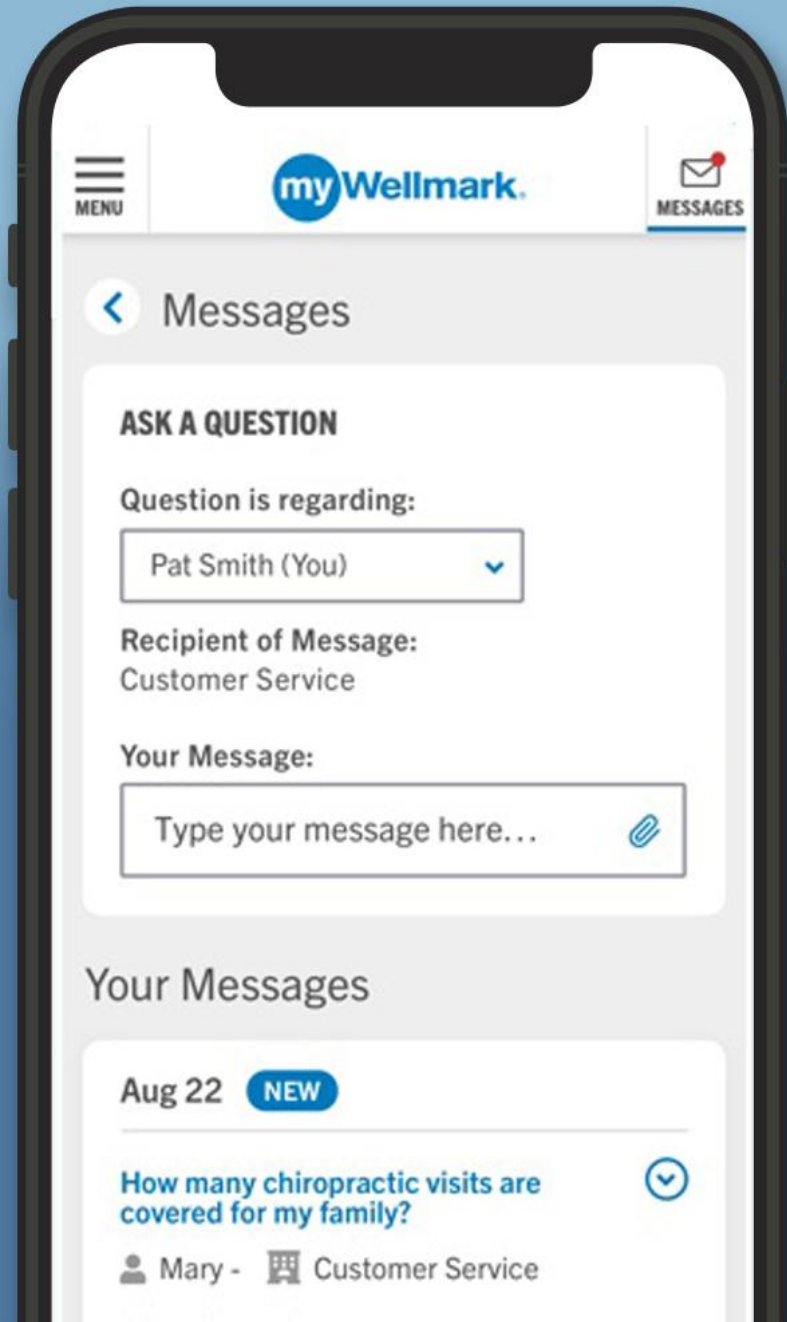 MENU
myWellmark.
MESSAGES
Messages
ASK A QUESTION
Question is regarding:
Pat Smith (You)
Recipient of Message:
Customer Service
Your Message:
Type your message here...
Your Messages
Aug 22 NEW
How many chiropractic visits are
covered for my family?
Mary - Customer Service